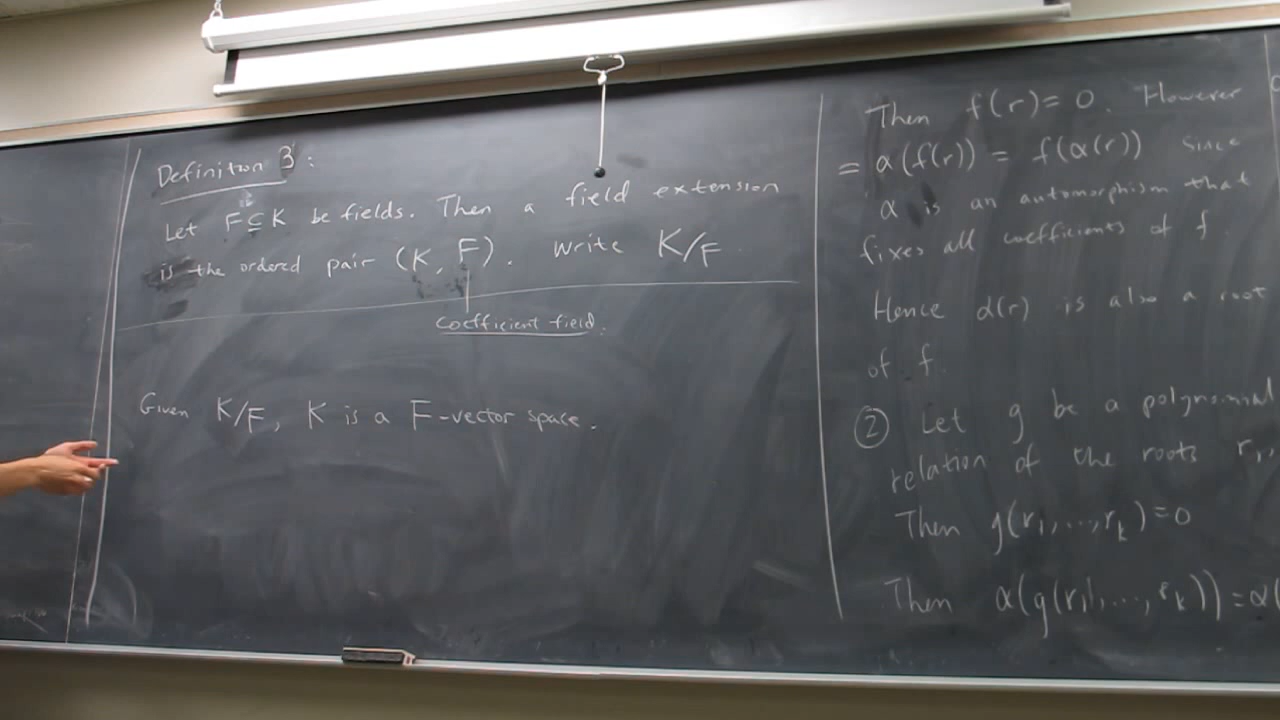 Definition 3:
Let F ⊆ K be fields. Then a field extension
is the ordered pair (K, F). Write K/F
coefficient field.
Given K/F, K is a F-vector space.
Then f(r) = 0. However
= α(f(r)) = f(α(r)) since
α is an automorphism that
fixes all coefficients of f.
Hence α(r) is also a root
of f.
② Let g be a polynomial
relation of the roots r₁,
Then g(r₁,...,rₖ)=0
Then α(g(r₁,...,rₖ))=α(